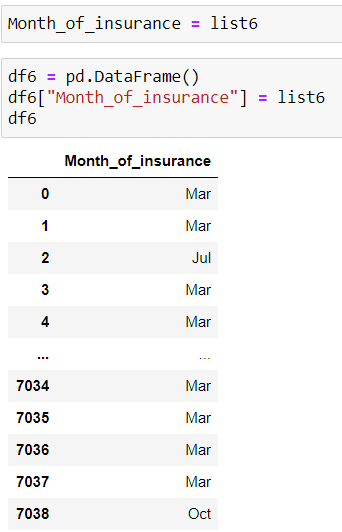 Month_of_insurance = list6
df6 = pd.DataFrame()
df6["Month_of_insurance"] = list6
df6
Month_of_insurance
0 Mar
1 Mar
2 Jul
3 Mar
4 Mar
... ...
7034 Mar
7035 Mar
7036 Mar
7037 Mar
7038 Oct